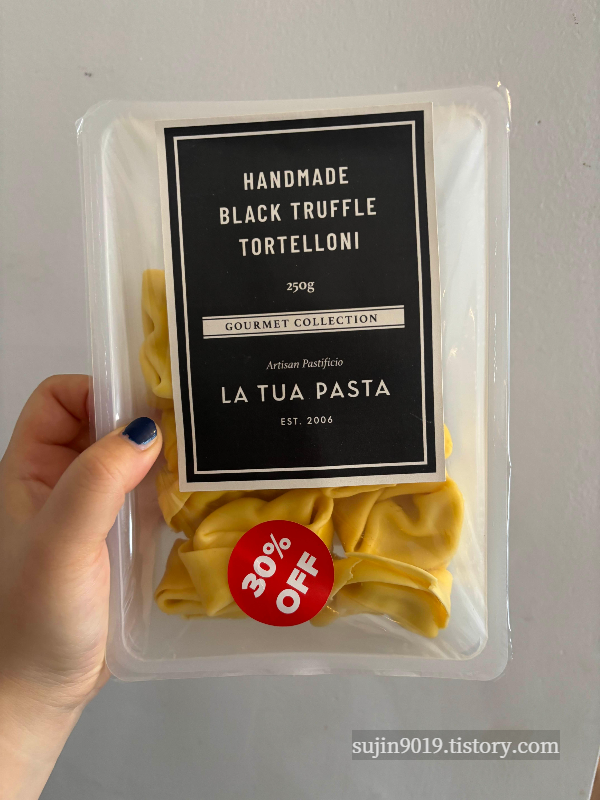 HANDMADE
BLACK TRUFFLE
TORTELLONI
250g
GOURMET COLLECTION
Artisan Pastificio
LA TUA PASTA
EST. 2006
30%
OFF
sujin9019.tistory.com